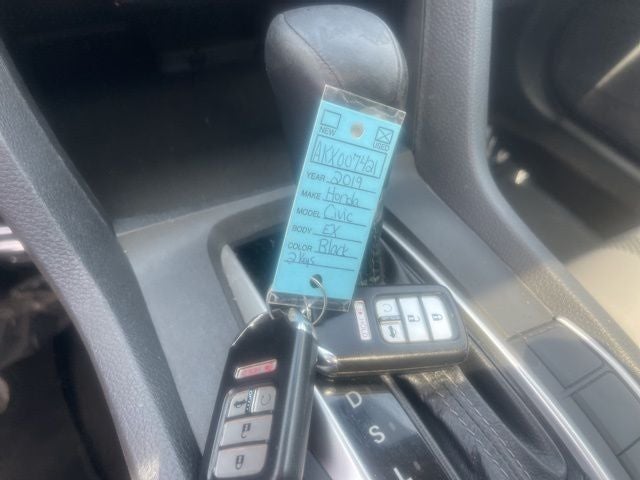 NEW USED
AKX007421
YEAR 2019
MAKE Honda
MODEL Civic
BODY EX
COLOR Black
2 Keys
D
S
L